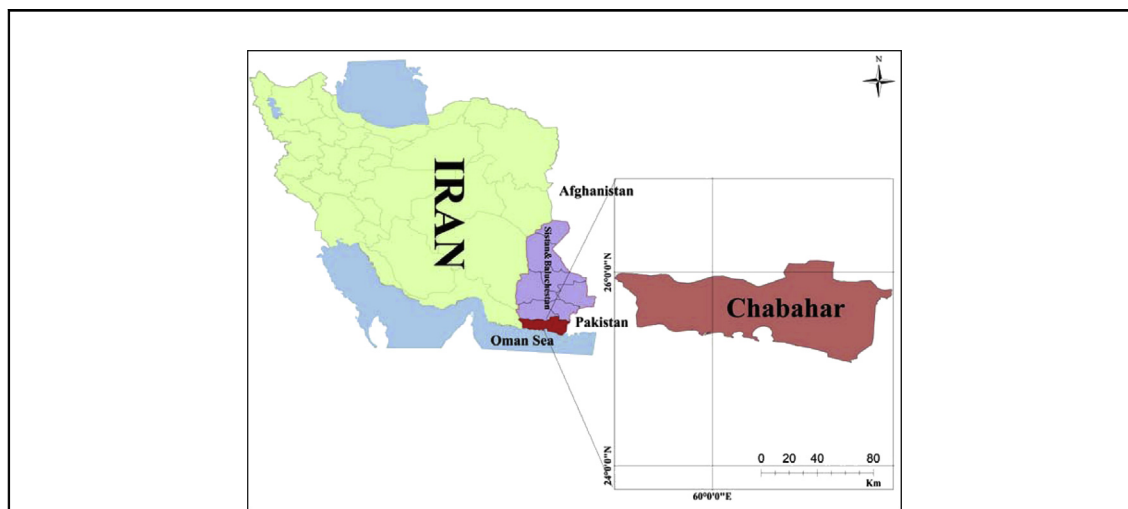 N
IRAN
Afghanistan
Sistan&Baluchestan
Pakistan
Oman Sea
26°0'0"N
Chabahar
24°0'0"N
0 20 40 80
Km
60°0'0"E